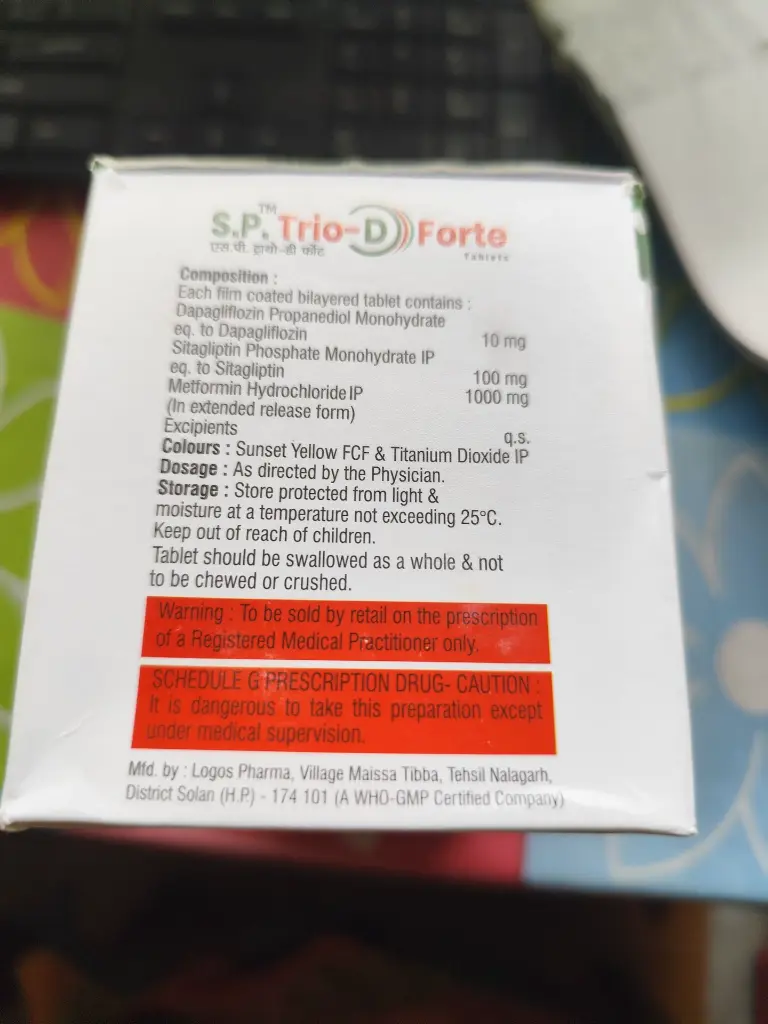 S.P.™ Trio-D Forte
एस.पी. ट्रायो-डी फोर्ट
Tablets
Composition :
Each film coated bilayered tablet contains :
Dapagliflozin Propanediol Monohydrate
eq. to Dapagliflozin 10 mg
Sitagliptin Phosphate Monohydrate IP
eq. to Sitagliptin 100 mg
Metformin Hydrochloride IP 1000 mg
(In extended release form)
Excipients q.s.
Colours : Sunset Yellow FCF & Titanium Dioxide IP
Dosage : As directed by the Physician.
Storage : Store protected from light &
moisture at a temperature not exceeding 25°C.
Keep out of reach of children.
Tablet should be swallowed as a whole & not
to be chewed or crushed.
Warning : To be sold by retail on the prescription
of a Registered Medical Practitioner only.
SCHEDULE G PRESCRIPTION DRUG- CAUTION :
It is dangerous to take this preparation except
under medical supervision.
Mfd. by : Logos Pharma, Village Maissa Tibba, Tehsil Nalagarh,
District Solan (H.P.) - 174 101 (A WHO-GMP Certified Company)